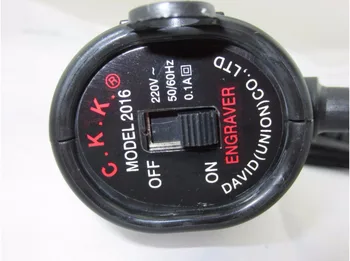 C.K.K.®
MODEL 2016
220V~
50/60Hz
0.1A
OFF
ON
ENGRAVER
DAVID(UNION)CO.,LTD